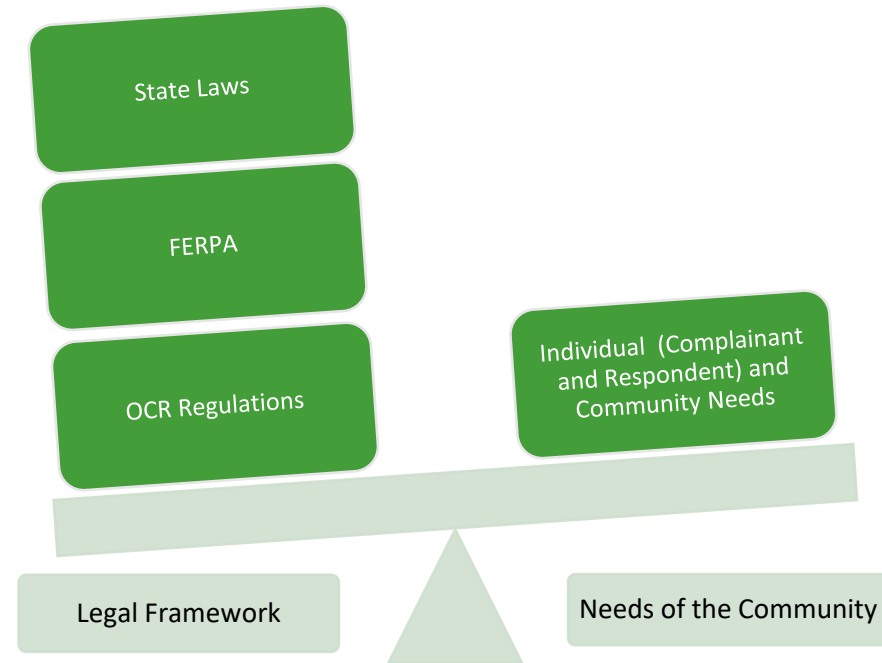 State Laws
FERPA
OCR Regulations
Individual (Complainant
and Respondent) and
Community Needs
Legal Framework
Needs of the Community